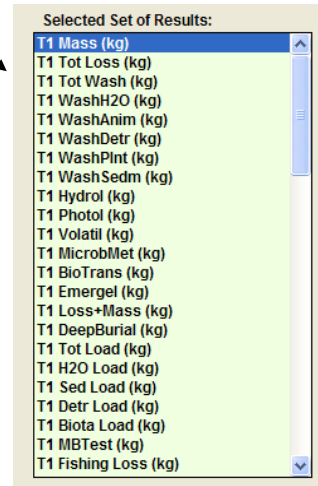 Selected Set of Results:
T1 Mass (kg)
T1 Tot Loss (kg)
T1 Tot Wash (kg)
T1 WashH2O (kg)
T1 WashAnim (kg)
T1 WashDetr (kg)
T1 WashPlnt (kg)
T1 WashSedm (kg)
T1 Hydrol (kg)
T1 Photol (kg)
T1 Volatil (kg)
T1 MicrobMet (kg)
T1 BioTrans (kg)
T1 EmergeI (kg)
T1 Loss+Mass (kg)
T1 DeepBurial (kg)
T1 Tot Load (kg)
T1 H2O Load (kg)
T1 Sed Load (kg)
T1 Detr Load (kg)
T1 Biota Load (kg)
T1 MBTest (kg)
T1 Fishing Loss (kg)